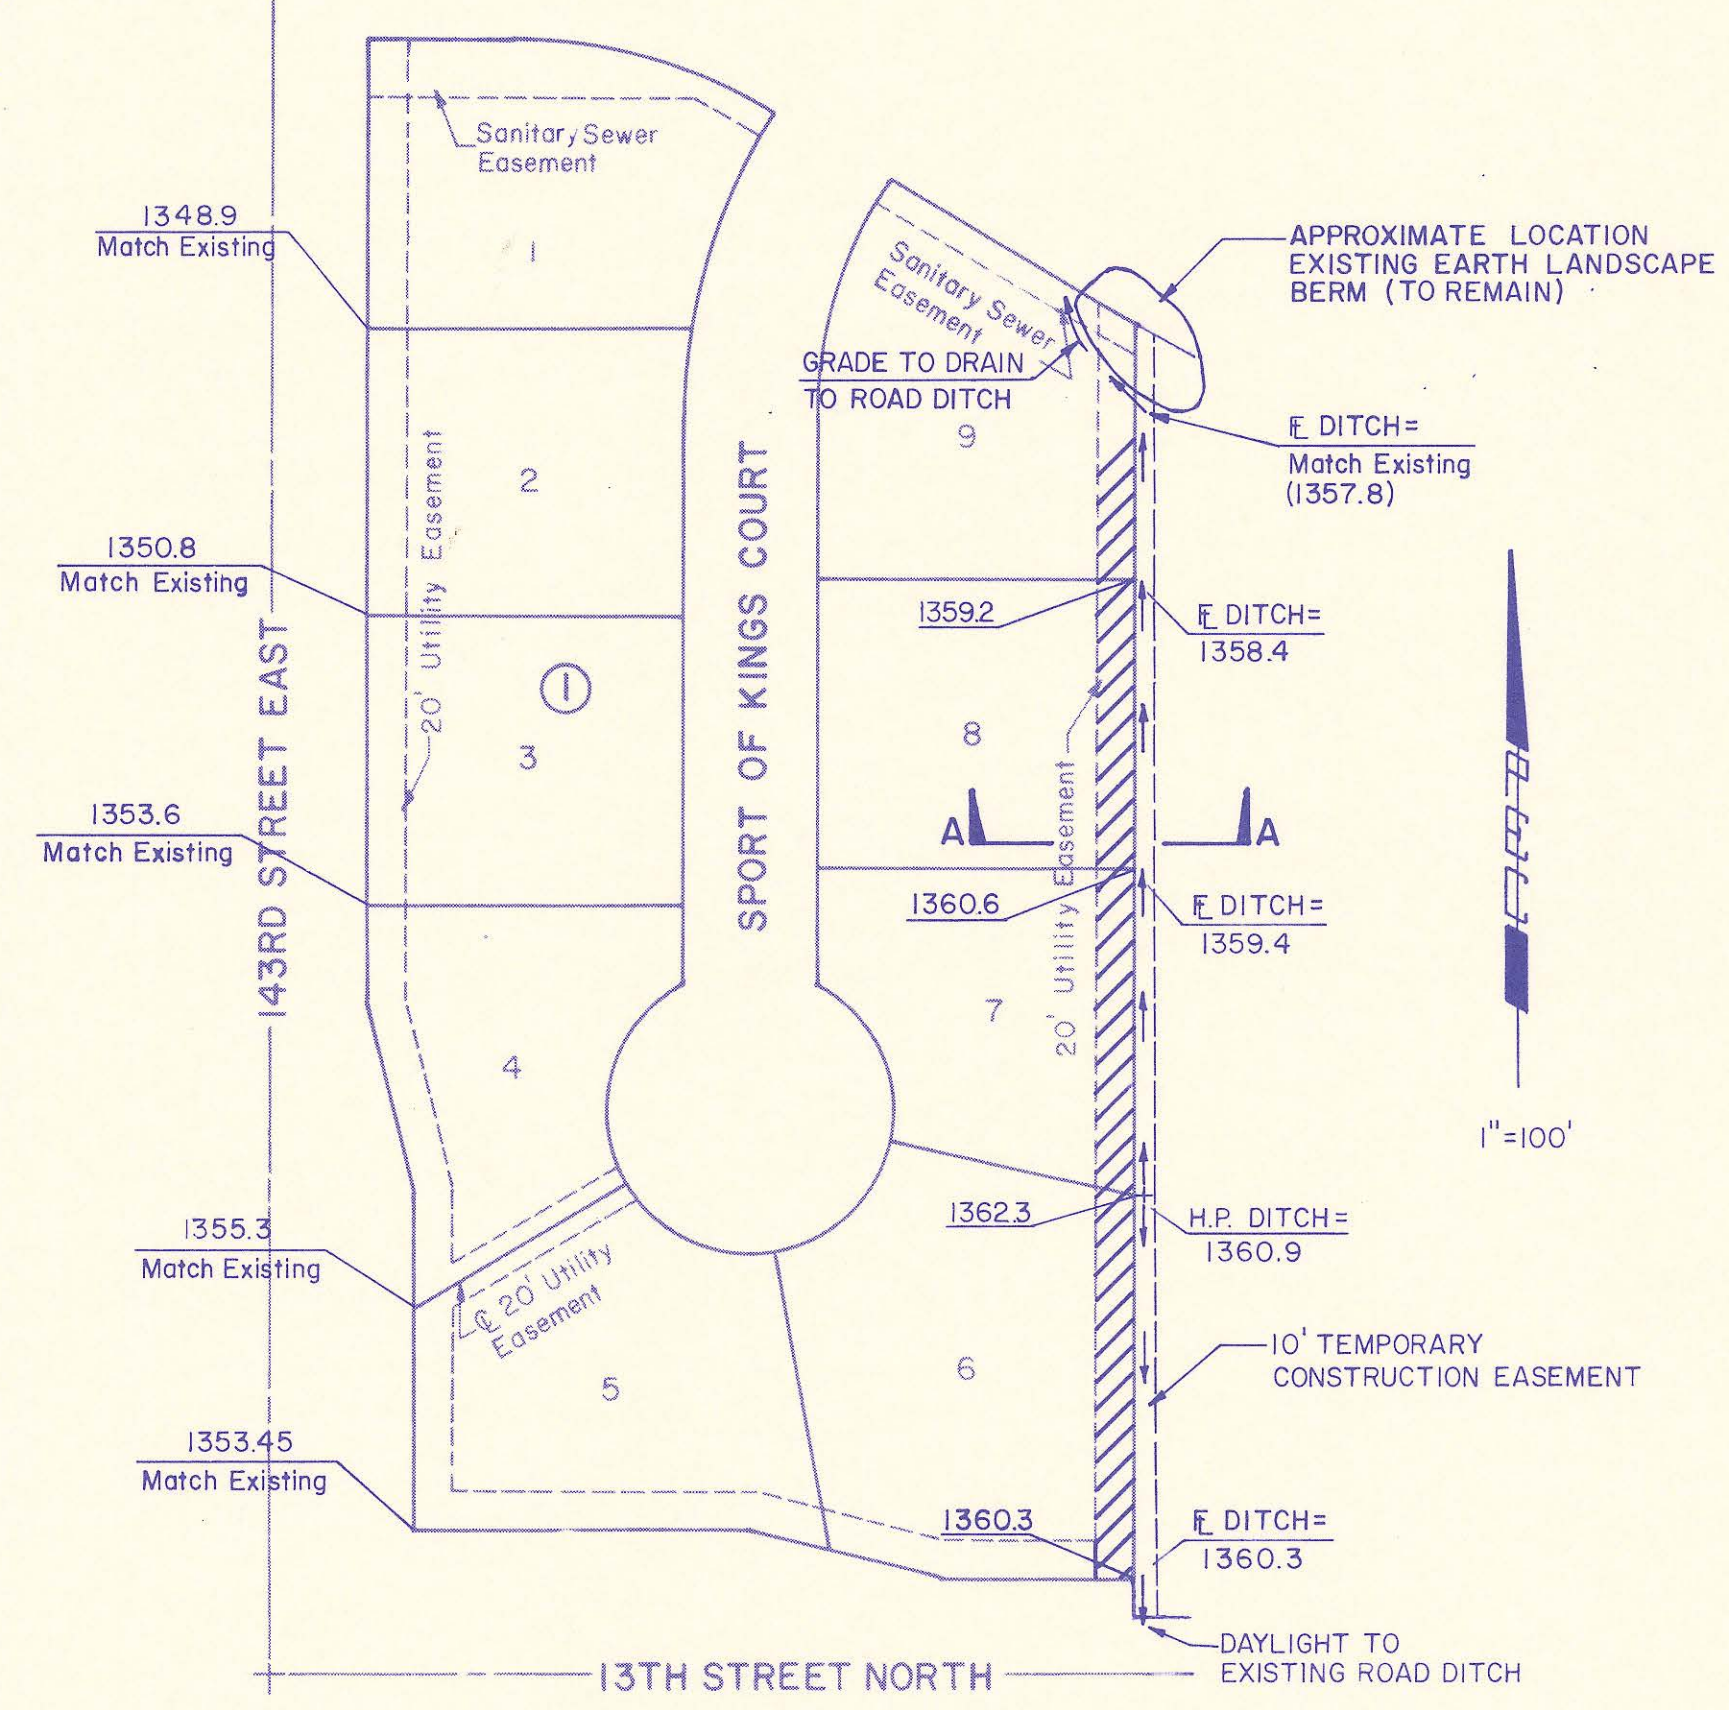 Sanitary Sewer
Easement
1348.9
Match Existing
1
APPROXIMATE LOCATION
EXISTING EARTH LANDSCAPE
BERM (TO REMAIN)
Sanitary Sewer
Easement
GRADE TO DRAIN
TO ROAD DITCH
9
FL DITCH=
Match Existing
(1357.8)
2
20' Utility Easement
SPORT OF KINGS COURT
1350.8
Match Existing
1359.2
FL DITCH=
1358.4
143RD STREET EAST
1
3
8
20' Utility Easement
A
A
1353.6
Match Existing
1360.6
FL DITCH=
1359.4
7
4
1"=100'
1362.3
H.P. DITCH=
1360.9
1355.3
Match Existing
CL 20' Utility
Easement
10' TEMPORARY
CONSTRUCTION EASEMENT
5
6
1353.45
Match Existing
1360.3
FL DITCH=
1360.3
DAYLIGHT TO
EXISTING ROAD DITCH
13TH STREET NORTH